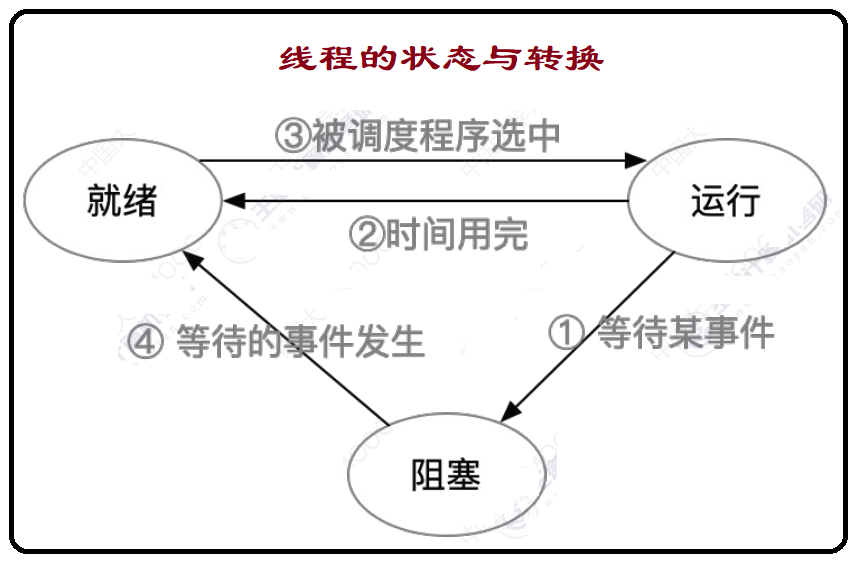 线程的状态与转换
③被调度程序选中
就绪
运行
②时间用完
④ 等待的事件发生
① 等待某事件
阻塞